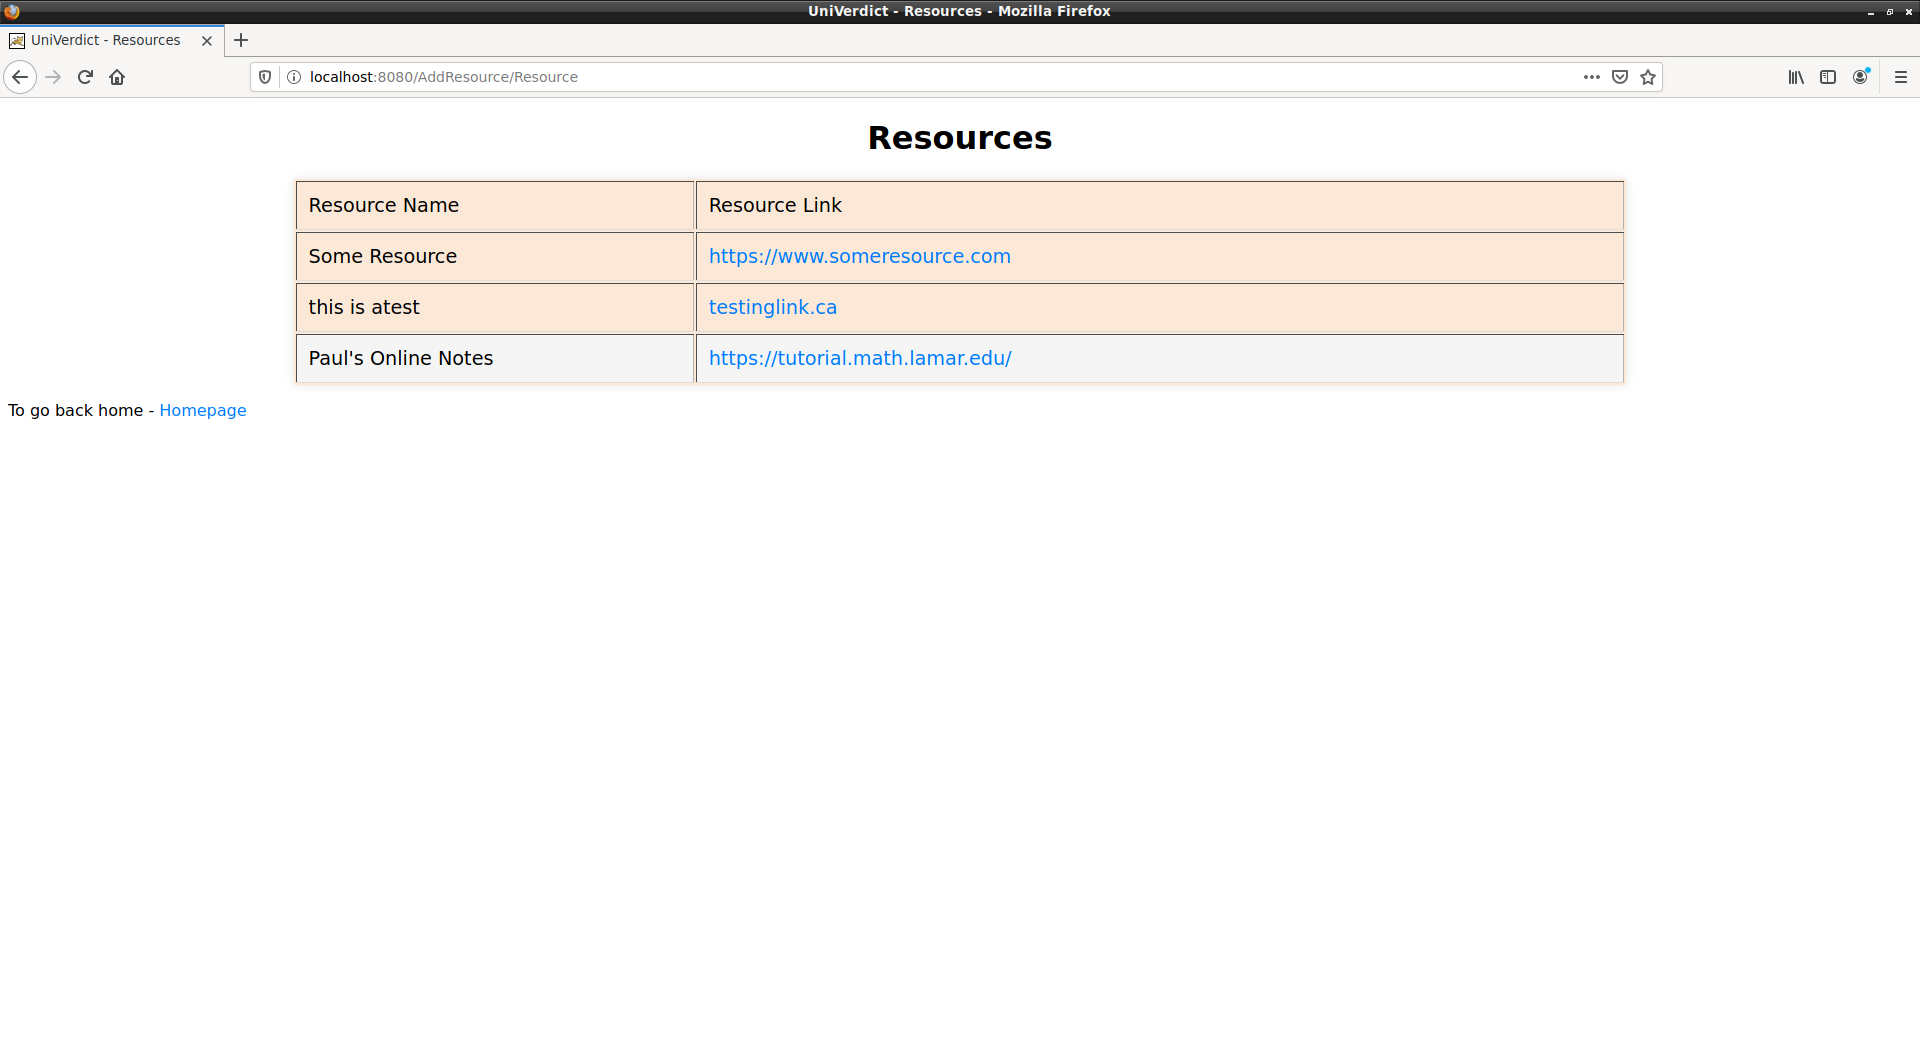 UniVerdict - Resources - Mozilla Firefox
UniVerdict - Resources
localhost:8080/AddResource/Resource
Resources
Resource Name Resource Link
Some Resource https://www.someresource.com
this is atest testinglink.ca
Paul's Online Notes https://tutorial.math.lamar.edu/
To go back home - Homepage